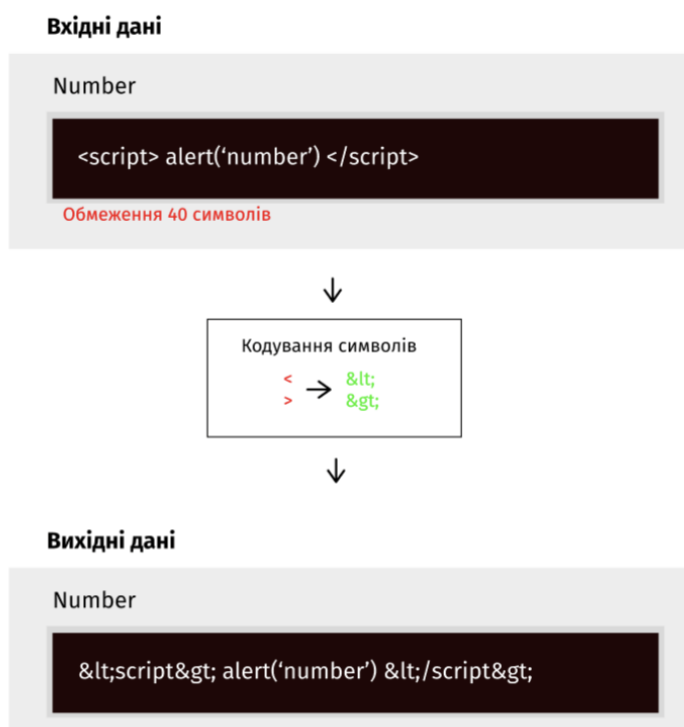 Вхідні дані
Number
<script> alert(‘number’) </script>
Обмеження 40 символів
↓
Кодування символів
< → &lt;
> &gt;
↓
Вихідні дані
Number
&lt;script&gt; alert(‘number’) &lt;/script&gt;